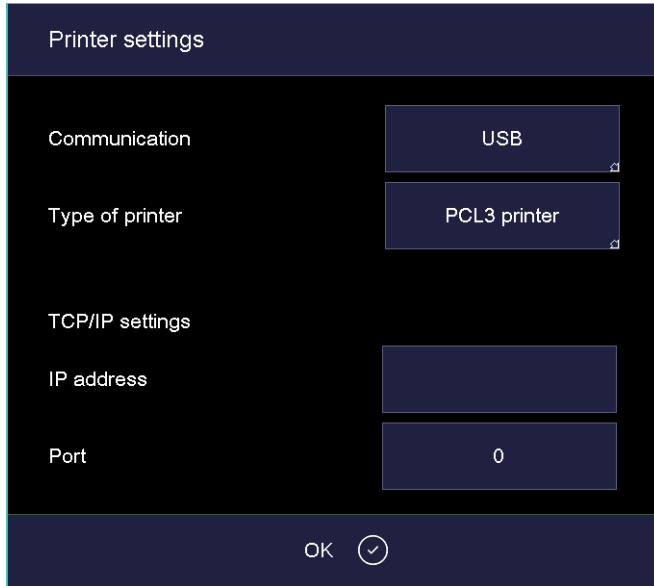 Printer settings
Communication USB
Type of printer PCL3 printer
TCP/IP settings
IP address
Port 0
OK